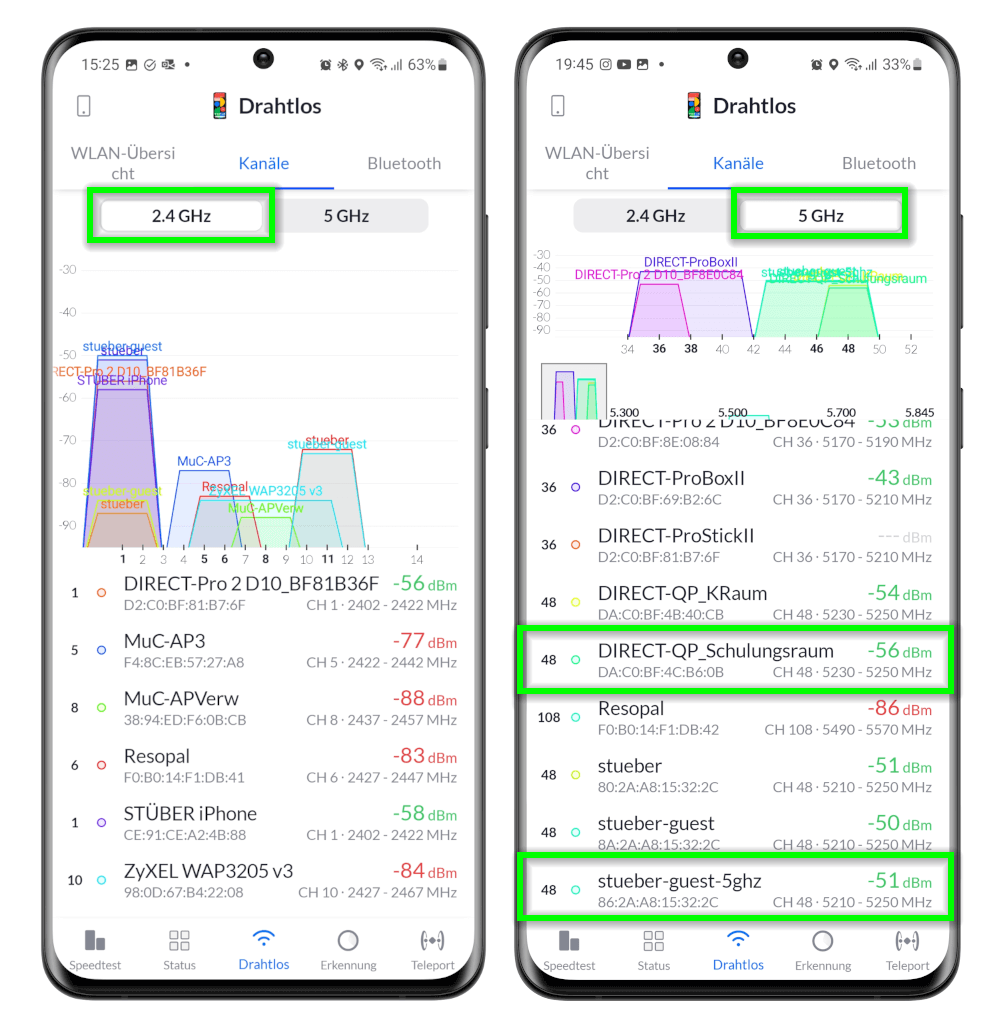 15:25
63%
Drahtlos
WLAN-Übersi
cht
Kanäle
Bluetooth
2.4 GHz
5 GHz
-30
-40
-50
-60
-70
-80
-90
stueber-guest
stueber
RECT-Pro 2 D10_BF81B36F
STÜBER iPhone
stueber
stueber-guest
MuC-AP3
Resopal
ZyXEL WAP3205 v3
MuC-APVerw
stueber-guest
stueber
1 2 3 4 5 6 7 8 9 10 11 12 13 14
1 DIRECT-Pro 2 D10_BF81B36F -56 dBm
D2:C0:BF:81:B7:6F CH 1 · 2402 - 2422 MHz
5 MuC-AP3 -77 dBm
F4:8C:EB:57:27:A8 CH 5 · 2422 - 2442 MHz
8 MuC-APVerw -88 dBm
38:94:ED:F6:0B:CB CH 8 · 2437 - 2457 MHz
6 Resopal -83 dBm
F0:B0:14:F1:DB:41 CH 6 · 2427 - 2447 MHz
1 STÜBER iPhone -58 dBm
CE:91:CE:A2:4B:88 CH 1 · 2402 - 2422 MHz
10 ZyXEL WAP3205 v3 -84 dBm
98:0D:67:B4:22:08 CH 10 · 2427 - 2467 MHz
Speedtest Status Drahtlos Erkennung Teleport
19:45
33%
Drahtlos
WLAN-Übersi
cht
Kanäle
Bluetooth
2.4 GHz
5 GHz
-30
-40
-50
-60
-70
-80
-90
DIRECT-ProBoxII
DIRECT-Pro 2 D10_BF8E0C84
DIRECT-QP_Schulungsraum
34 36 38 40 42 44 46 48 50 52
5.300 5.500 5.700 5.845
36 DIRECT-Pro 2 D10_BF8E0C84 -53 dBm
D2:C0:BF:8E:08:84 CH 36 · 5170 - 5190 MHz
36 DIRECT-ProBoxII -43 dBm
D2:C0:BF:69:B2:6C CH 36 · 5170 - 5210 MHz
36 DIRECT-ProStickII --- dBm
D2:C0:BF:81:B7:6F CH 36 · 5170 - 5210 MHz
48 DIRECT-QP_KRaum -54 dBm
DA:C0:BF:4B:40:CB CH 48 · 5230 - 5250 MHz
48 DIRECT-QP_Schulungsraum -56 dBm
DA:C0:BF:4C:B6:0B CH 48 · 5230 - 5250 MHz
108 Resopal -86 dBm
F0:B0:14:F1:DB:42 CH 108 · 5490 - 5570 MHz
48 stueber -51 dBm
80:2A:A8:15:32:2C CH 48 · 5210 - 5250 MHz
48 stueber-guest -50 dBm
8A:2A:A8:15:32:2C CH 48 · 5210 - 5250 MHz
48 stueber-guest-5ghz -51 dBm
86:2A:A8:15:32:2C CH 48 · 5210 - 5250 MHz
Speedtest Status Drahtlos Erkennung Teleport